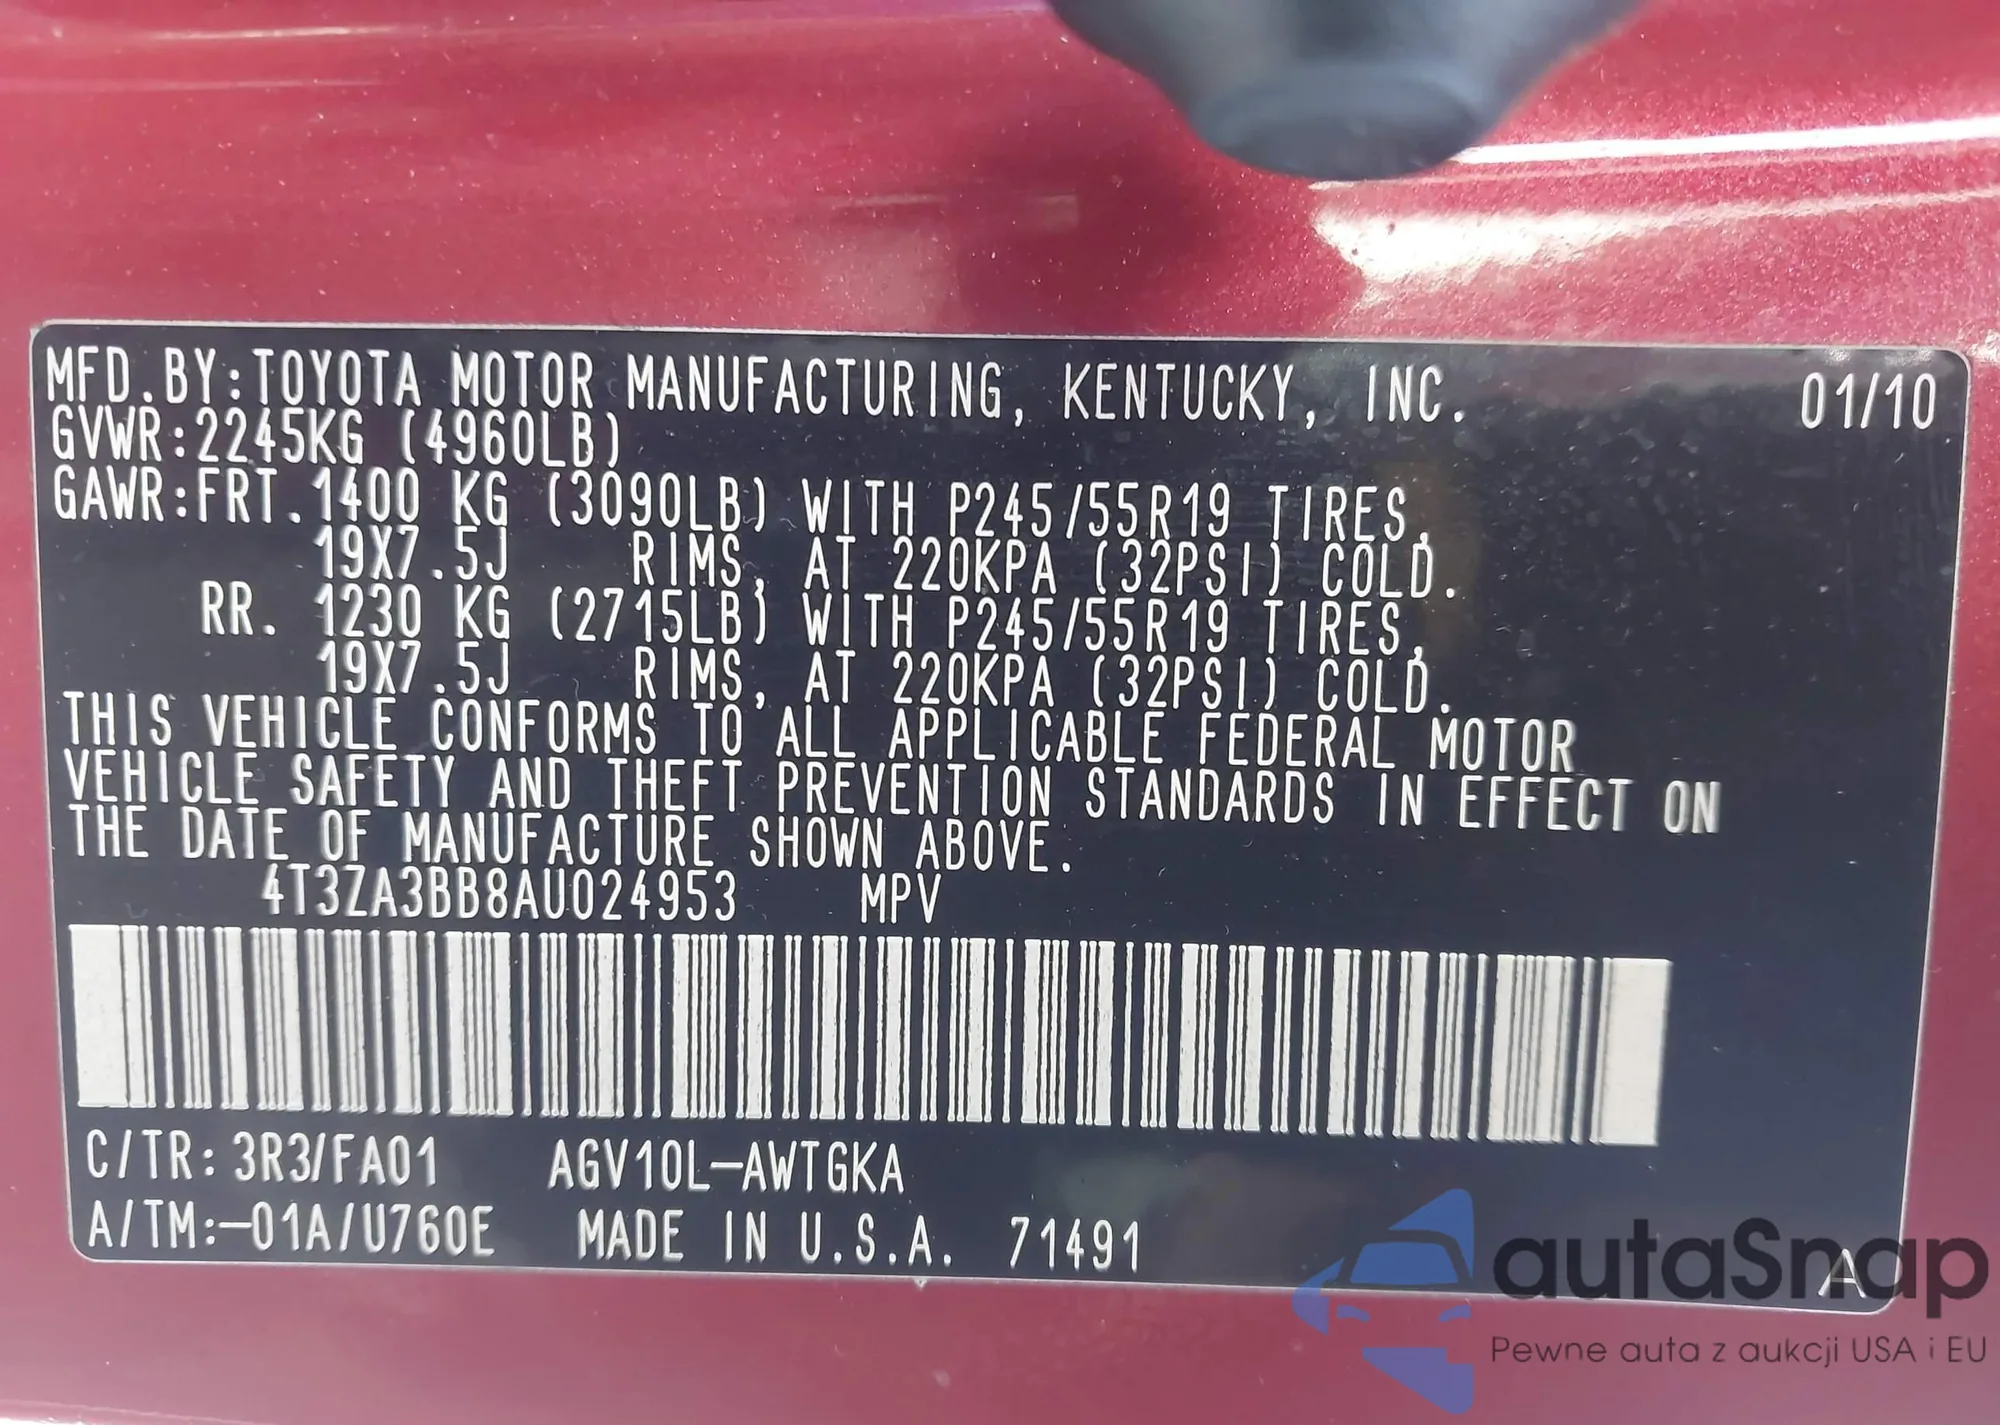 MFD.BY:TOYOTA MOTOR MANUFACTURING, KENTUCKY, INC. 01/10
GVWR:2245KG (4960LB)
GAWR:FRT.1400 KG (3090LB) WITH P245/55R19 TIRES,
19X7.5J RIMS, AT 220KPA (32PSI) COLD.
RR. 1230 KG (2715LB) WITH P245/55R19 TIRES,
19X7.5J RIMS, AT 220KPA (32PSI) COLD.
THIS VEHICLE CONFORMS TO ALL APPLICABLE FEDERAL MOTOR
VEHICLE SAFETY AND THEFT PREVENTION STANDARDS IN EFFECT ON
THE DATE OF MANUFACTURE SHOWN ABOVE.
4T3ZA3BB8AU024953 MPV
C/TR:3R3/FA01 AGV10L-AWTGKA
A/TM:-01A/U760E MADE IN U.S.A. 71491
A
autaSnap
Pewne auta z aukcji USA i EU